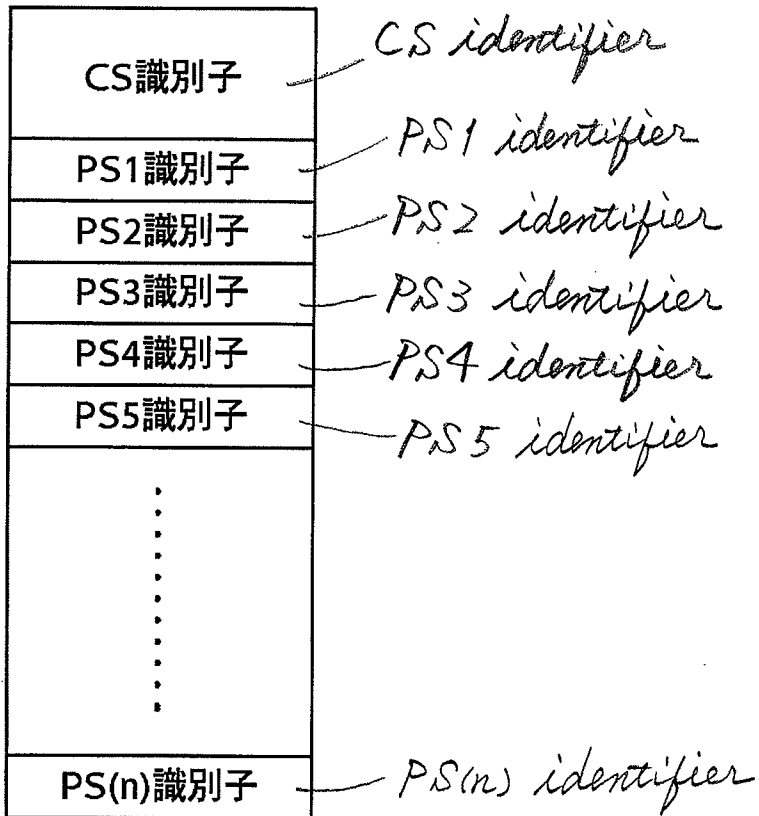 CS識別子
CS identifier
PS1識別子
PS1 identifier
PS2識別子
PS2 identifier
PS3識別子
PS3 identifier
PS4識別子
PS4 identifier
PS5識別子
PS5 identifier
PS(n)識別子
PS(n) identifier